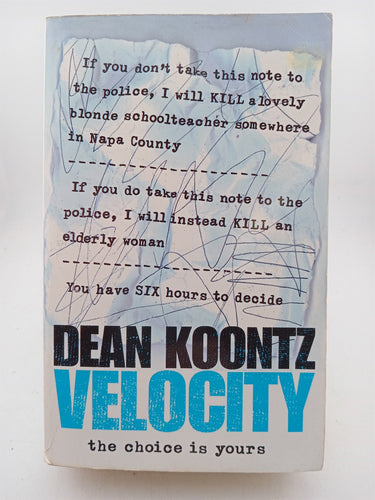 If you don't take this note to
the police, I will KILL a lovely
blonde schoolteacher somewhere
in Napa County
---------------------
If you do take this note to the
police, I will instead KILL an
elderly woman
----------------------
You have SIX hours to decide
DEAN KOONTZ
VELOCITY
the choice is yours